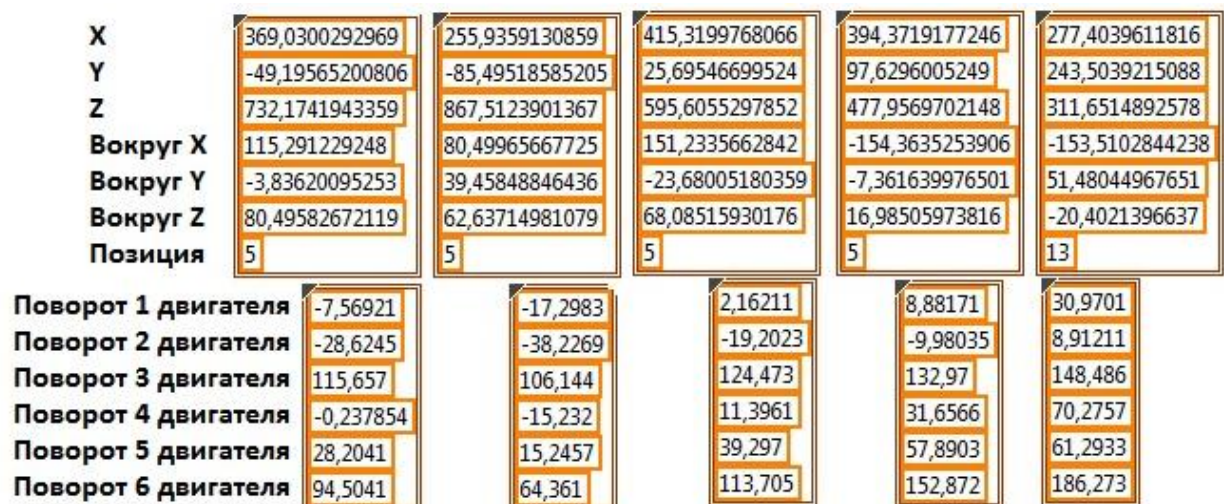 X 369,0300292969 255,9359130859 415,3199768066 394,3719177246 277,4039611816
Y -49,19565200806 -85,49518585205 25,69546699524 97,6296005249 243,5039215088
Z 732,1741943359 867,5123901367 595,6055297852 477,9569702148 311,6514892578
Вокруг X 115,291229248 80,49965667725 151,2335662842 -154,3635253906 -153,5102844238
Вокруг Y -3,83620095253 39,45848846436 -23,68005180359 -7,361639976501 51,48044967651
Вокруг Z 80,49582672119 62,63714981079 68,08515930176 16,98505973816 -20,4021396637
Позиция 5 5 5 5 13
Поворот 1 двигателя -7,56921 -17,2983 2,16211 8,88171 30,9701
Поворот 2 двигателя -28,6245 -38,2269 -19,2023 -9,98035 8,91211
Поворот 3 двигателя 115,657 106,144 124,473 132,97 148,486
Поворот 4 двигателя -0,237854 -15,232 11,3961 31,6566 70,2757
Поворот 5 двигателя 28,2041 15,2457 39,297 57,8903 61,2933
Поворот 6 двигателя 94,5041 64,361 113,705 152,872 186,273